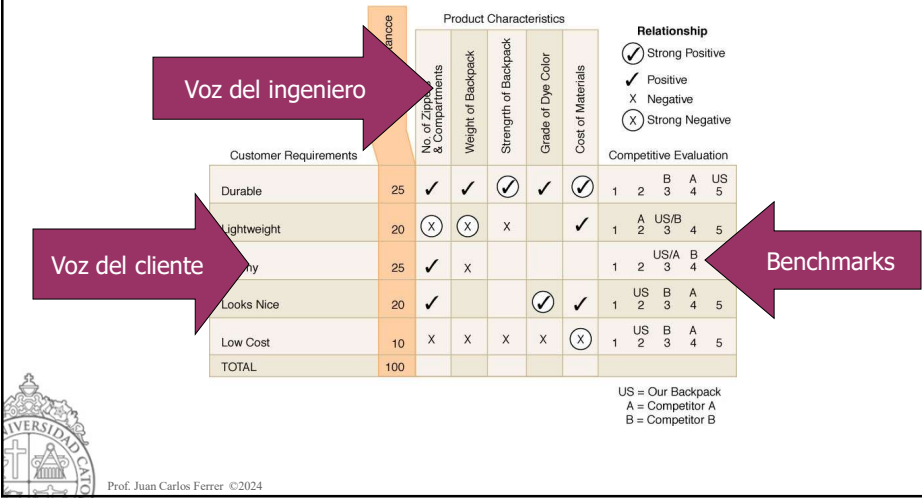 Product Characteristics
No. of Zippers & Compartments
Weight of Backpack
Strengrth of Backpack
Grade of Dye Color
Cost of Materials
Relationship
Strong Positive
✓ Positive
X Negative
X Strong Negative
Voz del ingeniero
Customer Requirements
Competitive Evaluation
Durable 25 ✓ ✓ ✓ ✓ ✓ 1 2 B 3 A 4 US 5
Lightweight 20 X X X ✓ 1 A 2 US/B 3 4 5
Voz del cliente
25 ✓ X 1 2 US/A 3 B 4
Benchmarks
Looks Nice 20 ✓ ✓ ✓ 1 US 2 B 3 A 4 5
Low Cost 10 X X X X X 1 US 2 B 3 A 4 5
TOTAL 100
US = Our Backpack
A = Competitor A
B = Competitor B
Prof. Juan Carlos Ferrer ©2024